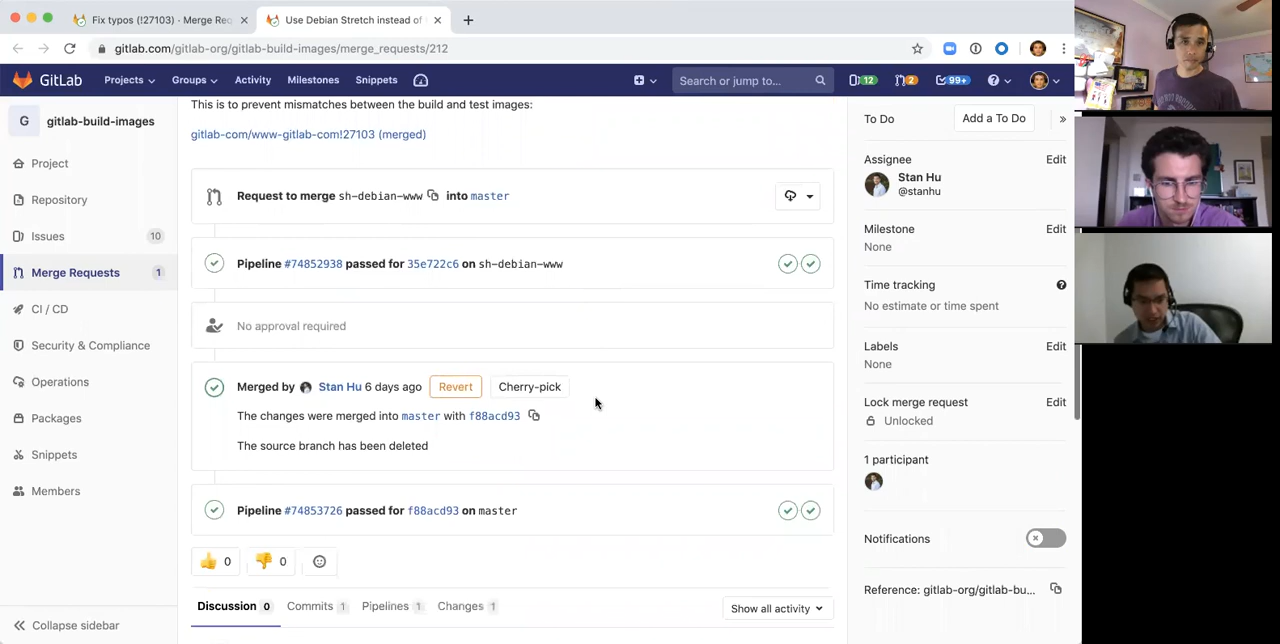 Fix typos (!27103) · Merge Req
Use Debian Stretch instead of
gitlab.com/gitlab-org/gitlab-build-images/merge_requests/212
GitLab Projects Groups Activity Milestones Snippets Search or jump to... 12 2 99+
G gitlab-build-images
Project
Repository
Issues 10
Merge Requests 1
CI / CD
Security & Compliance
Operations
Packages
Snippets
Members
Collapse sidebar
This is to prevent mismatches between the build and test images:
gitlab-com/www-gitlab-com!27103 (merged)
Request to merge sh-debian-www into master
Pipeline #74852938 passed for 35e722c6 on sh-debian-www
No approval required
Merged by Stan Hu 6 days ago Revert Cherry-pick
The changes were merged into master with f88acd93
The source branch has been deleted
Pipeline #74853726 passed for f88acd93 on master
0 0
Discussion 0 Commits 1 Pipelines 1 Changes 1 Show all activity
To Do Add a To Do »
Assignee Edit
Stan Hu
@stanhu
Milestone Edit
None
Time tracking
No estimate or time spent
Labels Edit
None
Lock merge request Edit
Unlocked
1 participant
Notifications
Reference: gitlab-org/gitlab-bu...